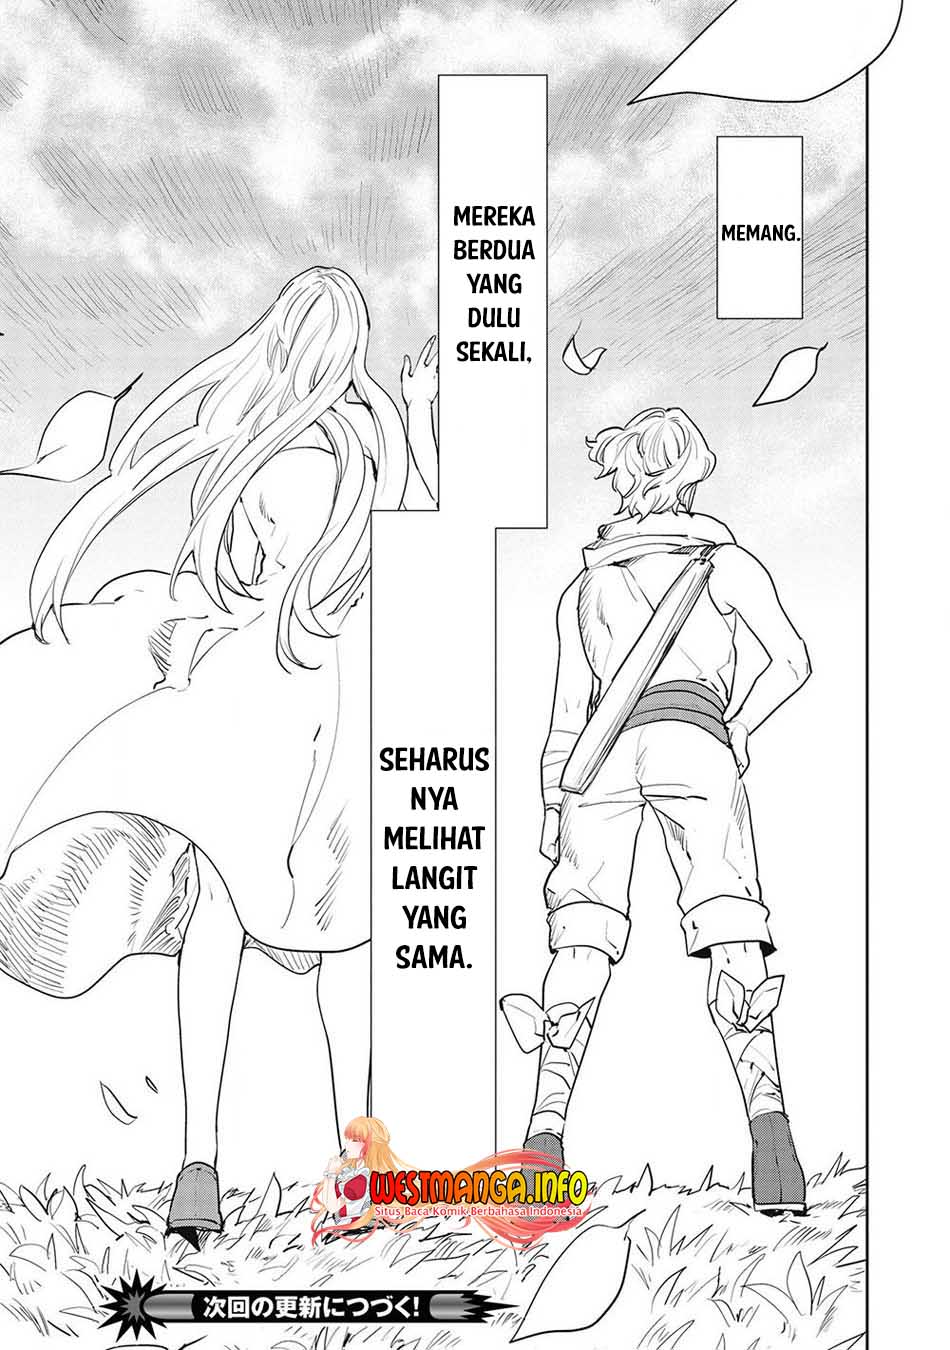 MEMANG.
MEREKA
BERDUA
YANG
DULU
SEKALI,
SEHARUS
NYA
MELIHAT
LANGIT
YANG
SAMA.
WESTMANGA.INFO
Situs Baca Komik Berbahasa Indonesia
次回の更新につづく!